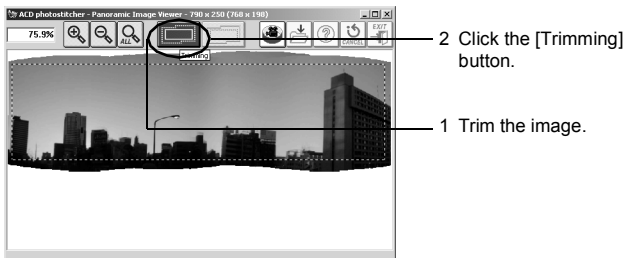 ACD photostitcher - Panoramic Image Viewer - 790 x 250 (768 x 198)
75.9%
ALL
CANCEL
EXIT
Trimming
2 Click the [Trimming]
button.
1 Trim the image.